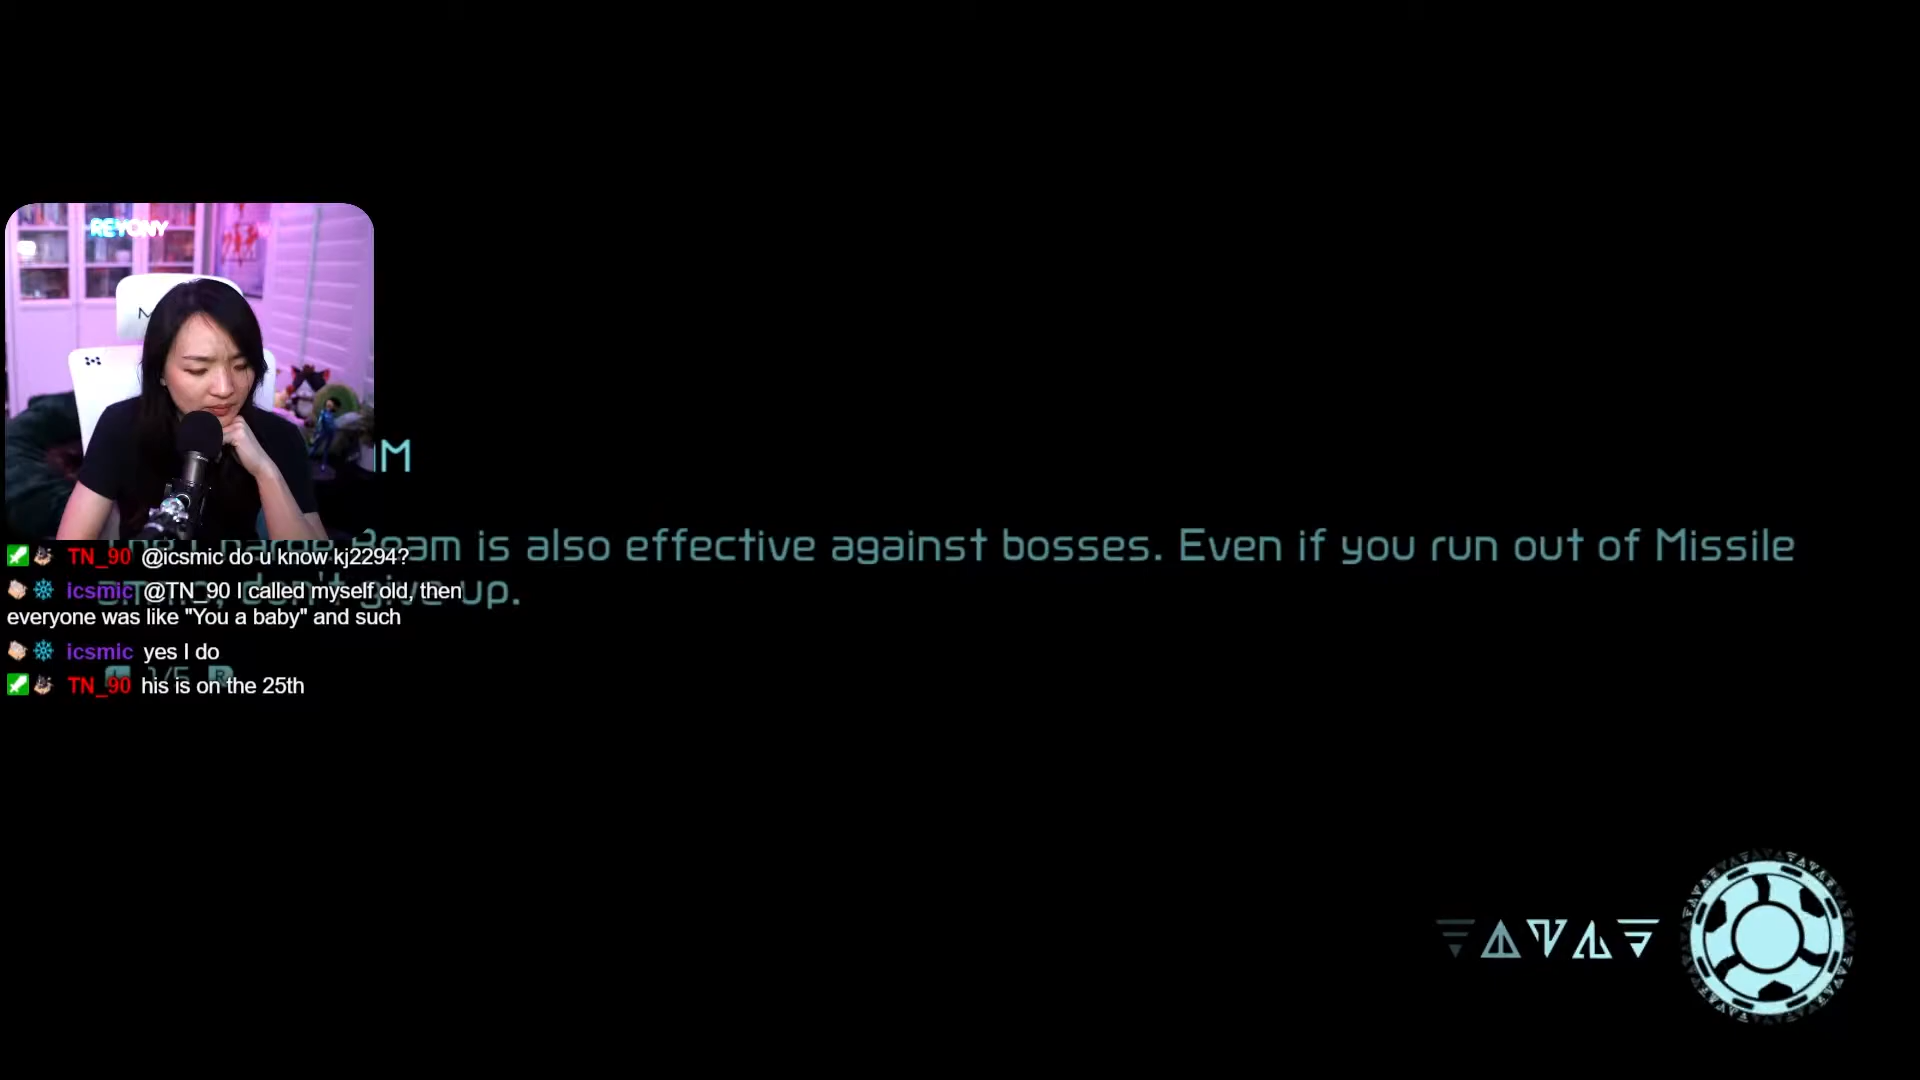 REYONY
M
Beam is also effective against bosses. Even if you run out of Missile
don't give up.
TN_90 @icsmic do u know kj2294?
icsmic @TN_90 I called myself old, then
everyone was like "You a baby" and such
icsmic yes I do
TN_90 his is on the 25th